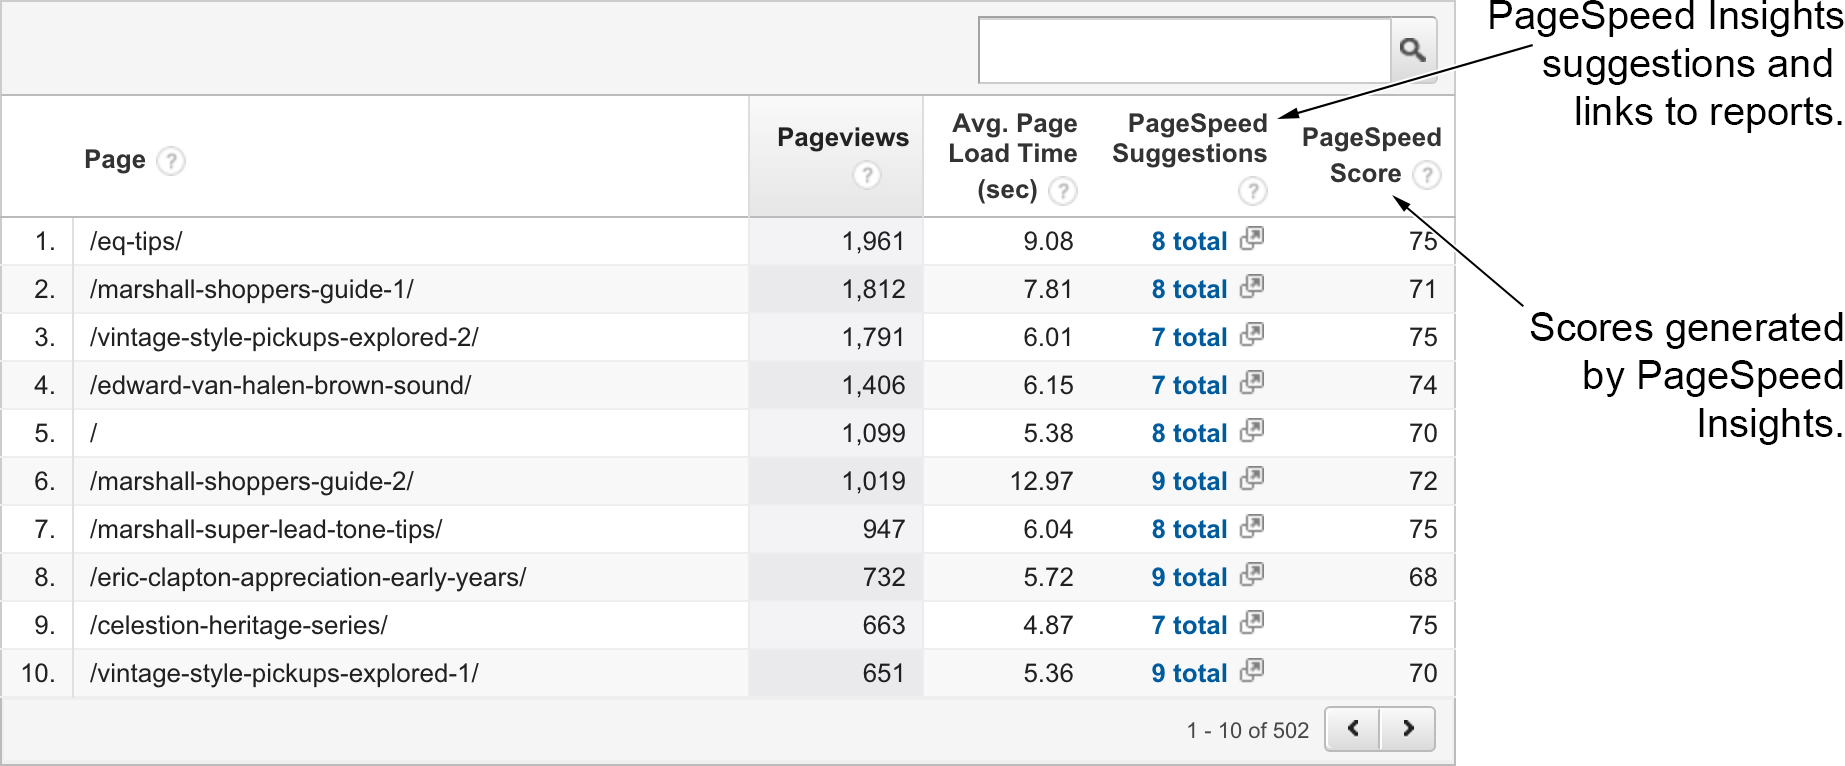 PageSpeed Insights
suggestions and
links to reports.
Page ?
Pageviews
?
Avg. Page
Load Time
(sec) ?
PageSpeed
Suggestions
?
PageSpeed
Score ?
1. /eq-tips/ 1,961 9.08 8 total 75
2. /marshall-shoppers-guide-1/ 1,812 7.81 8 total 71
3. /vintage-style-pickups-explored-2/ 1,791 6.01 7 total 75
4. /edward-van-halen-brown-sound/ 1,406 6.15 7 total 74
5. / 1,099 5.38 8 total 70
6. /marshall-shoppers-guide-2/ 1,019 12.97 9 total 72
7. /marshall-super-lead-tone-tips/ 947 6.04 8 total 75
8. /eric-clapton-appreciation-early-years/ 732 5.72 9 total 68
9. /celestion-heritage-series/ 663 4.87 7 total 75
10. /vintage-style-pickups-explored-1/ 651 5.36 9 total 70
Scores generated
by PageSpeed
Insights.
1 - 10 of 502